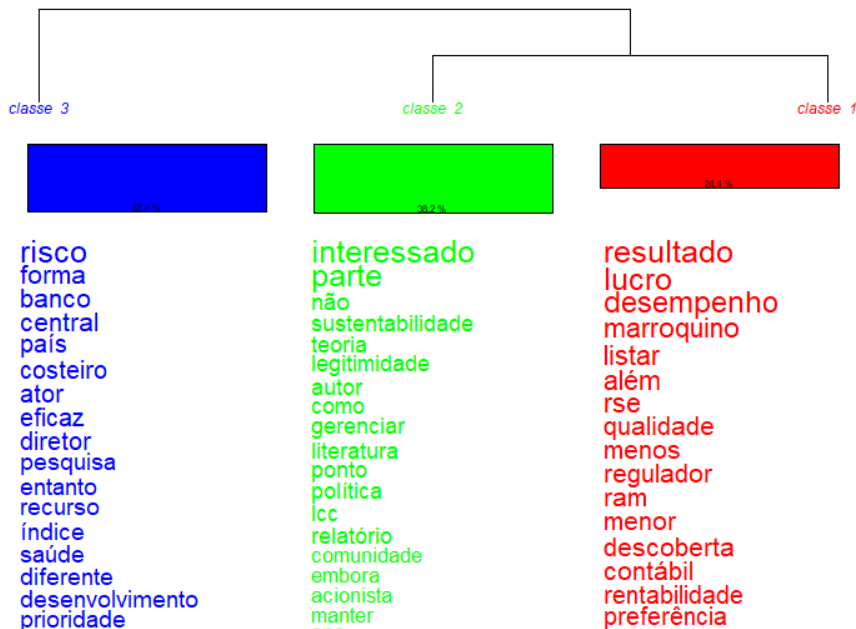 classe 3
classe 2
classe 1
37.4 %
38.2 %
24.4 %
risco
forma
banco
central
país
costeiro
ator
eficaz
diretor
pesquisa
entanto
recurso
índice
saúde
diferente
desenvolvimento
prioridade
interessado
parte
não
sustentabilidade
teoria
legitimidade
autor
como
gerenciar
literatura
ponto
política
lcc
relatório
comunidade
embora
acionista
manter
resultado
lucro
desempenho
marroquino
listar
além
rse
qualidade
menos
regulador
ram
menor
descoberta
contábil
rentabilidade
preferência